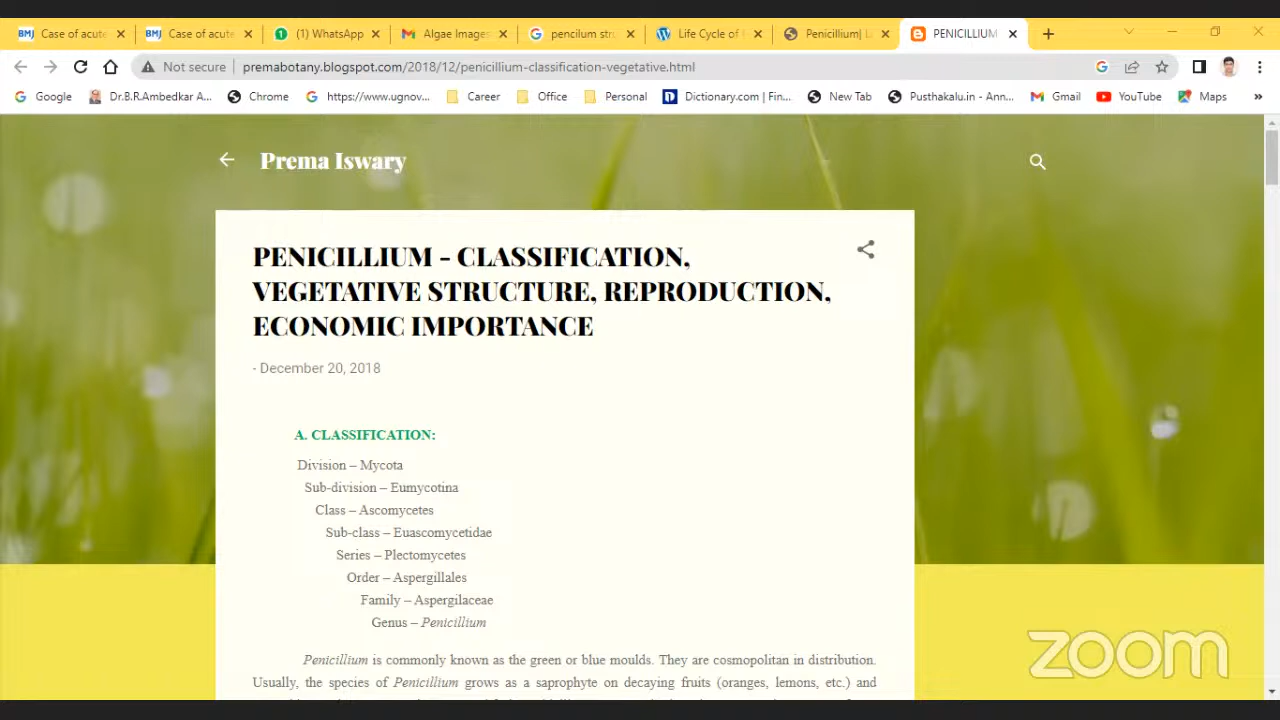 Case of acute
Case of acute
(1) WhatsApp
Algae Images
pencilum str
Life Cycle of
Penicillium| L
PENICILLIUM
Not secure
premabotany.blogspot.com/2018/12/penicillium-classification-vegetative.html
Google
Dr.B.R.Ambedkar A...
Chrome
https://www.ugnov...
Career
Office
Personal
Dictionary.com | Fin...
New Tab
Pusthakalu.in - Ann...
Gmail
YouTube
Maps
Prema Iswary
PENICILLIUM - CLASSIFICATION,
VEGETATIVE STRUCTURE, REPRODUCTION,
ECONOMIC IMPORTANCE
- December 20, 2018
A. CLASSIFICATION:
Division – Mycota
Sub-division – Eumycotina
Class – Ascomycetes
Sub-class – Euascomycetidae
Series – Plectomycetes
Order – Aspergillales
Family – Aspergilaceae
Genus – Penicillium
Penicillium is commonly known as the green or blue moulds. They are cosmopolitan in distribution.
Usually, the species of Penicillium grows as a saprophyte on decaying fruits (oranges, lemons, etc.) and
zoom